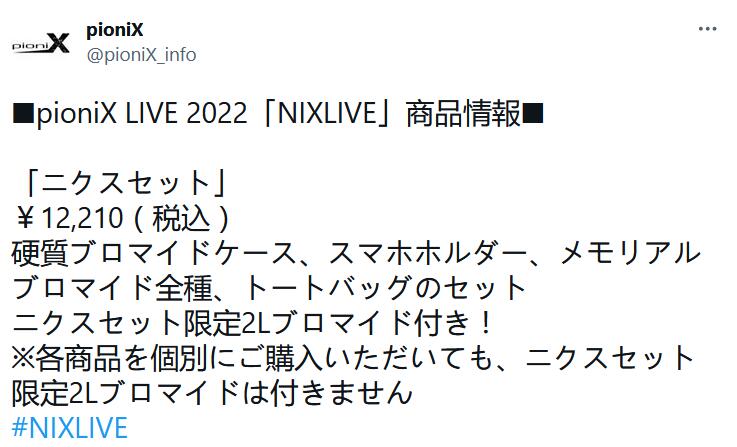 pioniX
pioniX
@pioniX_info
■pioniX LIVE 2022「NIXLIVE」商品情報■
「ニクスセット」
￥12,210（税込）
硬質ブロマイドケース、スマホホルダー、メモリアル
ブロマイド全種、トートバッグのセット
ニクスセット限定2Lブロマイド付き！
※各商品を個別にご購入いただいても、ニクスセット
限定2Lブロマイドは付きません
#NIXLIVE